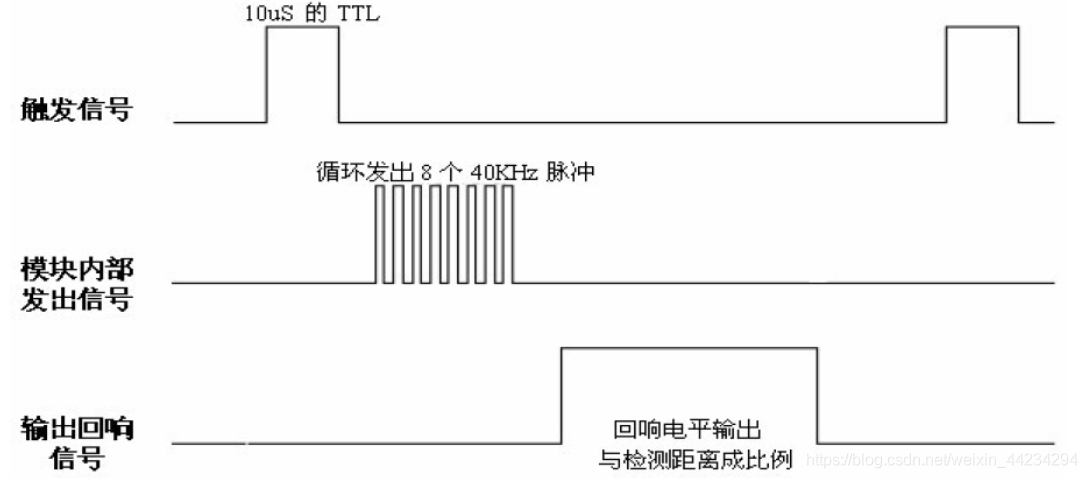 10uS 的 TTL
触发信号
循环发出 8 个 40KHz 脉冲
模块内部
发出信号
输出回响
信号
回响电平输出
与检测距离成比例
https://blog.csdn.net/weixin_44234294